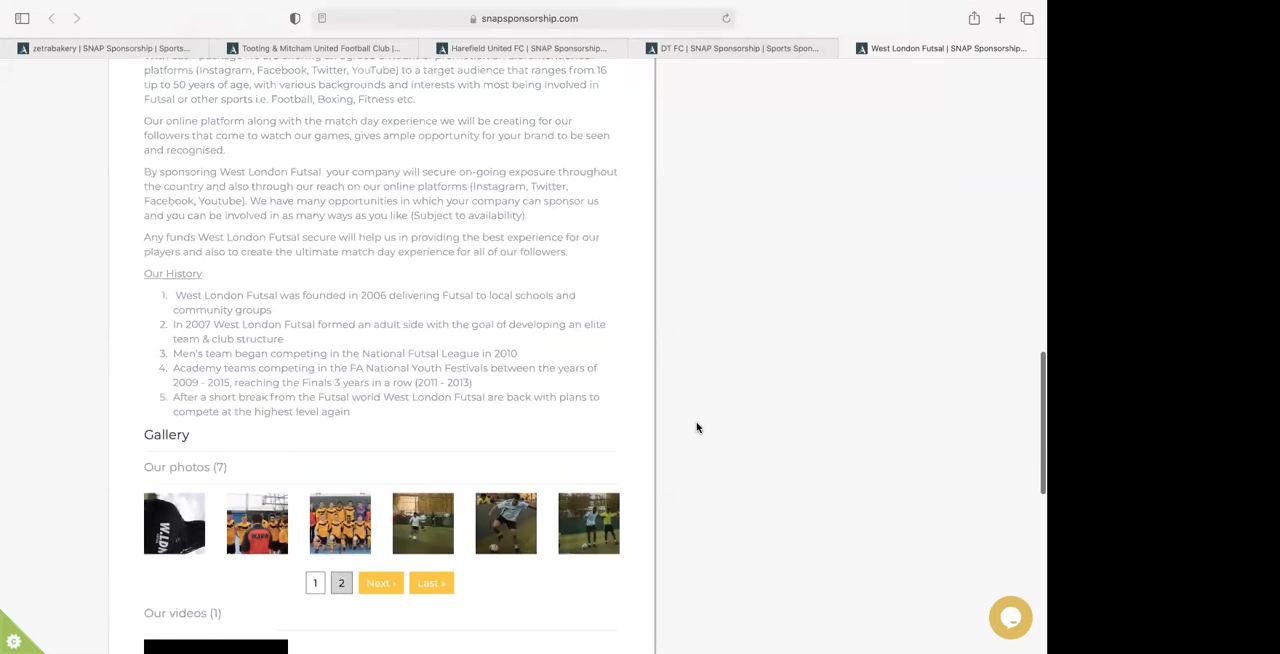 snapsponsorship.com
zetrabakery | SNAP Sponsorship | Sports...
Tooting & Mitcham United Football Club |...
Harefield United FC | SNAP Sponsorship...
DT FC | SNAP Sponsorship | Sports Spon...
West London Futsal | SNAP Sponsorship...
platforms (Instagram, Facebook, Twitter, YouTube) to a target audience that ranges from 16
up to 50 years of age, with various backgrounds and interests with most being involved in
Futsal or other sports i.e. Football, Boxing, Fitness etc.
Our online platform along with the match day experience we will be creating for our
followers that come to watch our games, gives ample opportunity for your brand to be seen
and recognised.
By sponsoring West London Futsal your company will secure on-going exposure throughout
the country and also through our reach on our online platforms (Instagram, Twitter,
Facebook, Youtube). We have many opportunities in which your company can sponsor us
and you can be involved in as many ways as you like (Subject to availability).
Any funds West London Futsal secure will help us in providing the best experience for our
players and also to create the ultimate match day experience for all of our followers.
Our History
1. West London Futsal was founded in 2006 delivering Futsal to local schools and
community groups
2. In 2007 West London Futsal formed an adult side with the goal of developing an elite
team & club structure
3. Men's team began competing in the National Futsal League in 2010
4. Academy teams competing in the FA National Youth Festivals between the years of
2009 - 2015, reaching the Finals 3 years in a row (2011 - 2013)
5. After a short break from the Futsal world West London Futsal are back with plans to
compete at the highest level again
Gallery
Our photos (7)
W.LDN
1 2 Next › Last »
Our videos (1)